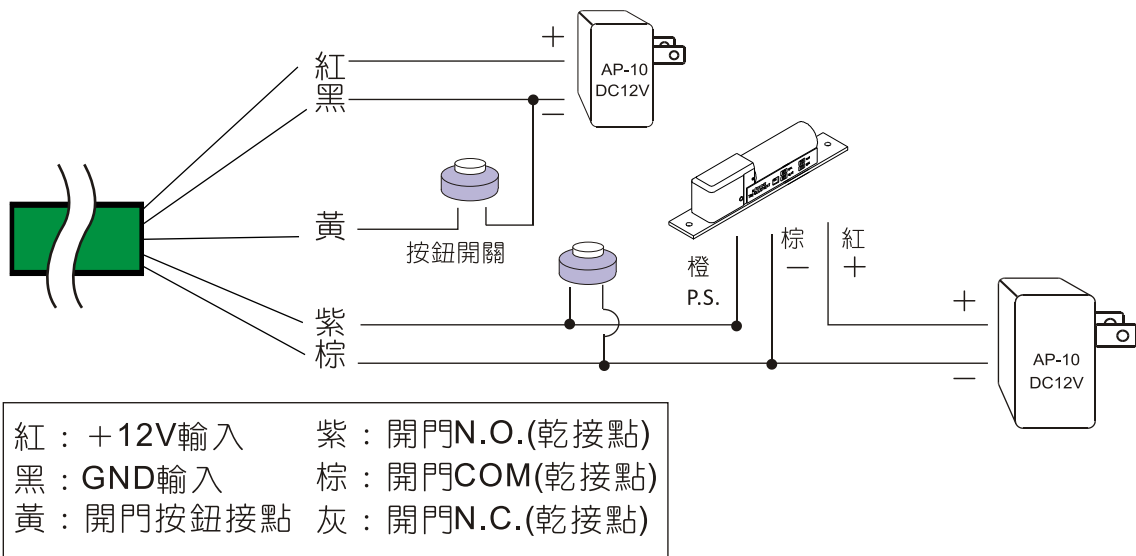 +
紅
AP-10
DC12V
黑
−
黃
按鈕開關
橙
P.S.
棕
−
紅
+
紫
棕
+
−
AP-10
DC12V
紅：+12V輸入
紫：開門N.O.(乾接點)
黑：GND輸入
棕：開門COM(乾接點)
黃：開門按鈕接點
灰：開門N.C.(乾接點)